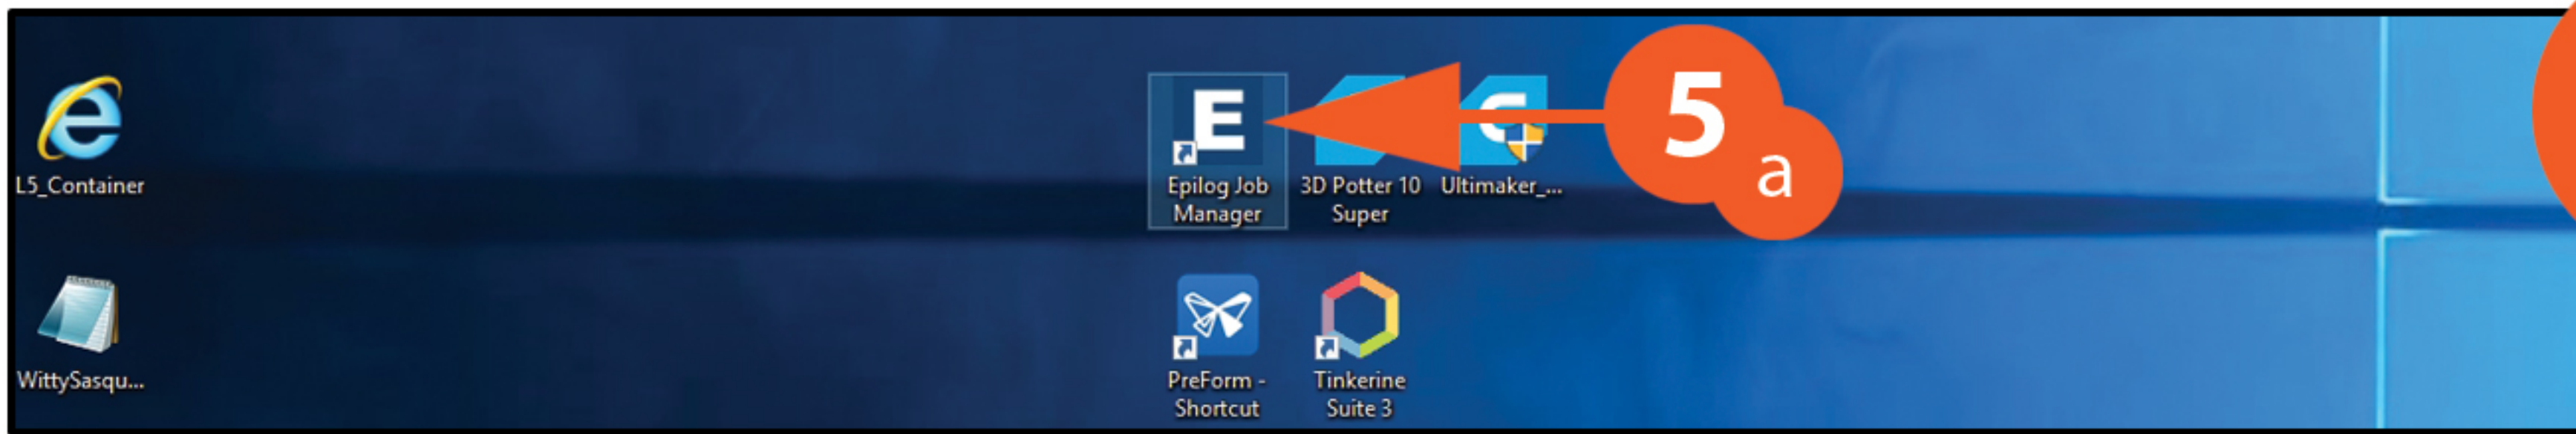 L5_Container
E
Epilog Job
Manager
3D Potter 10
Super
Ultimaker_...
5
a
WittySasqu...
PreForm -
Shortcut
Tinkerine
Suite 3